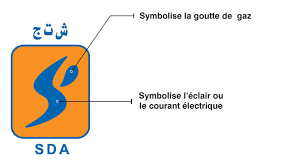 Symbolise la goutte de gaz
ش ت ج
Symbolise l'éclair ou
le courant électrique
SDA